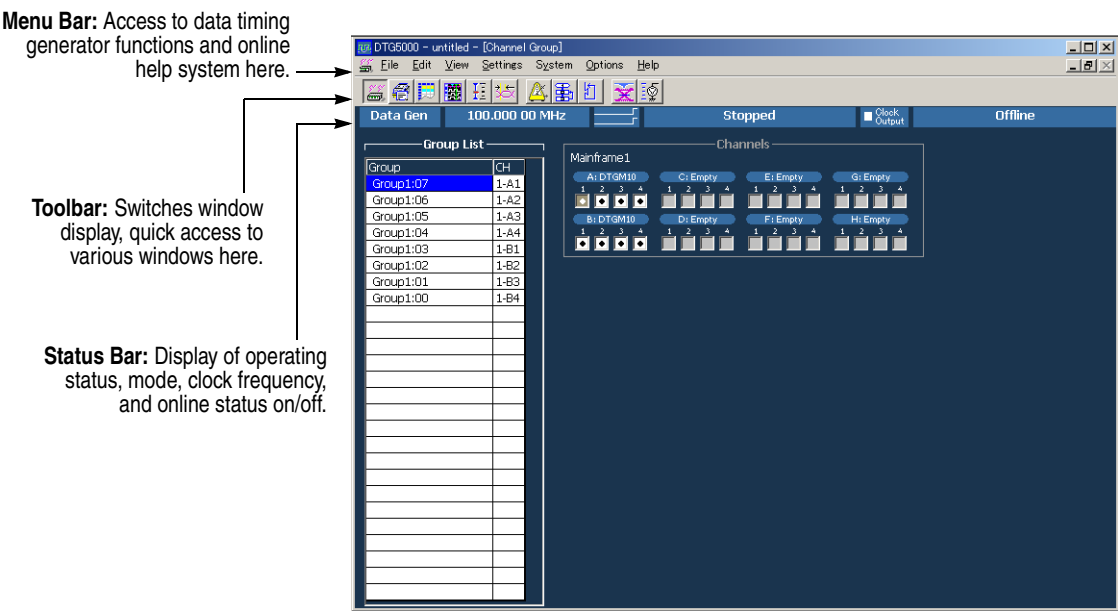 Menu Bar: Access to data timing
generator functions and online
help system here.
DTG5000 - untitled - [Channel Group]
File Edit View Settings System Options Help
Data Gen 100.000 00 MHz Stopped Clock Output Offline
Toolbar: Switches window
display, quick access to
various windows here.
Status Bar: Display of operating
status, mode, clock frequency,
and online status on/off.
Group List
Group CH
Group1:07 1-A1
Group1:06 1-A2
Group1:05 1-A3
Group1:04 1-A4
Group1:03 1-B1
Group1:02 1-B2
Group1:01 1-B3
Group1:00 1-B4
Channels
Mainframe1
A: DTGM10 C: Empty E: Empty G: Empty
1 2 3 4 1 2 3 4 1 2 3 4 1 2 3 4
B: DTGM10 D: Empty F: Empty H: Empty
1 2 3 4 1 2 3 4 1 2 3 4 1 2 3 4